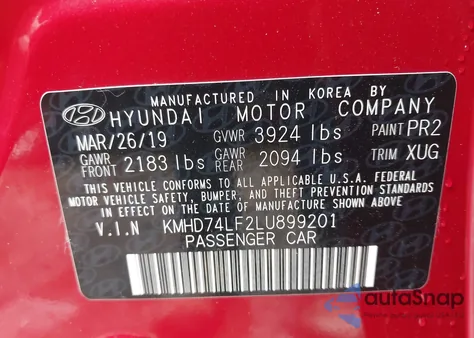 MANUFACTURED IN KOREA BY
HYUNDAI MOTOR COMPANY
MAR/26/19 GVWR 3924 lbs PAINT PR2
GAWR FRONT 2183 lbs GAWR REAR 2094 lbs TRIM XUG
THIS VEHICLE CONFORMS TO ALL APPLICABLE U.S.A. FEDERAL
MOTOR VEHICLE SAFETY, BUMPER, AND THEFT PREVENTION STANDARDS
IN EFFECT ON THE DATE OF MANUFACTURE SHOWN ABOVE.
V.I.N KMHD74LF2LU899201
PASSENGER CAR
autoSnap